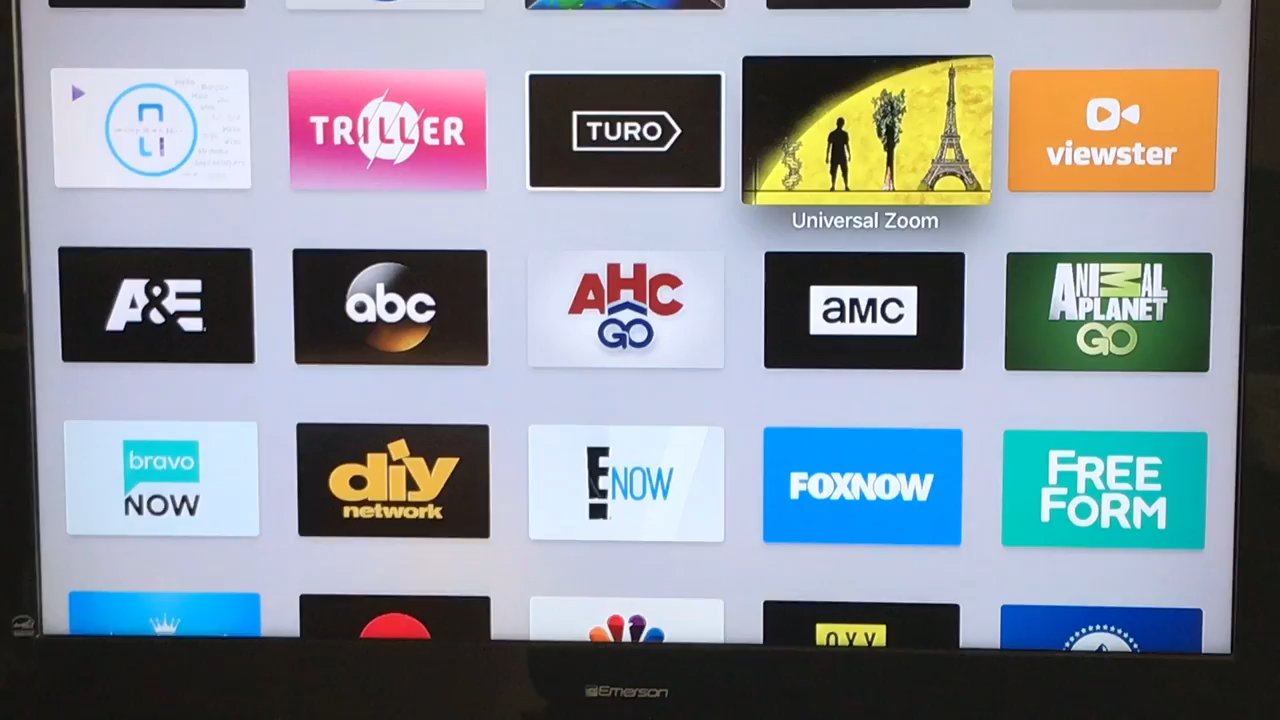 TRILLER
TURO
viewster
Universal Zoom
A&E
abc
AHC
GO
aMC
ANIMAL
PLANET
GO
bravo
NOW
diy
network
E!
NOW
FOXNOW
FREE
FORM
Emerson